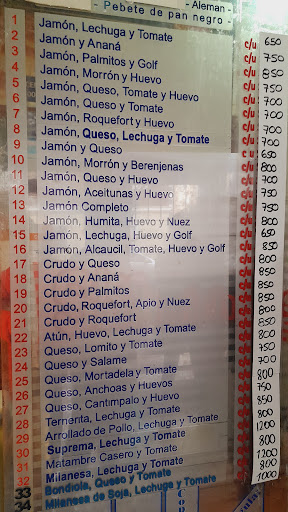 - Aleman -
- Pebete de pan negro -
1 Jamón, Lechuga y Tomate c/u 650
2 Jamón y Ananá c/u 750
3 Jamón, Palmitos y Golf c/u 850
4 Jamón, Morrón y Huevo c/u 750
5 Jamón, Queso, Tomate y Huevo c/u 700
6 Jamón, Queso y Tomate c/u 700
7 Jamón, Roquefort y Huevo c/u 800
8 Jamón, Queso, Lechuga y Tomate c/u 700
9 Jamón y Queso c/u 650
10 Jamón, Morrón y Berenjenas c/u 800
11 Jamón, Queso y Huevo c/u 700
12 Jamón, Aceitunas y Huevo c/u 750
13 Jamón Completo c/u 750
14 Jamón, Humita, Huevo y Nuez c/u 800
15 Jamón, Lechuga, Huevo y Golf c/u 650
16 Jamón, Alcaucil, Tomate, Huevo y Golf c/u 850
17 Crudo y Queso c/u 800
18 Crudo y Ananá c/u 850
19 Crudo y Palmitos c/u 850
20 Crudo, Roquefort, Apio y Nuez c/u 850
21 Crudo y Roquefort c/u 850
22 Atún, Huevo, Lechuga y Tomate c/u 800
23 Queso, Lomito y Tomate 750
24 Queso y Salame 700
25 Queso, Mortadela y Tomate 800
26 Queso, Anchoas y Huevos 750
27 Queso, Cantimpalo y Huevo 850
28 Ternerita, Lechuga y Tomate 800
29 Arrollado de Pollo, Lechuga y Tomate 1200
30 Suprema, Lechuga y Tomate 800
31 Matambre Casero y Tomate 1200
32 Milanesa, Lechuga y Tomate 800
33 Bondiola, Queso y Tomate 1000
34 Milanesa de Soja, Lechuga y Tomate